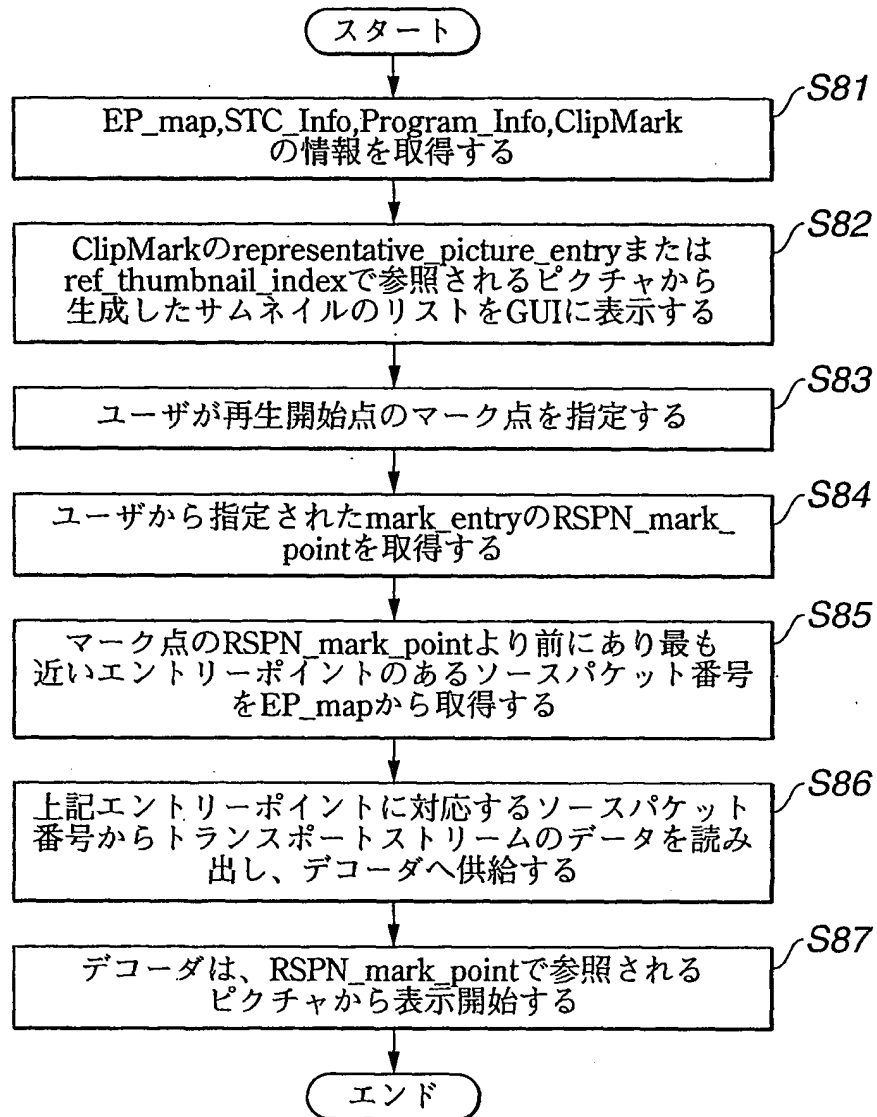 スタート
S81
EP_map,STC_Info,Program_Info,ClipMark
の情報を取得する
S82
ClipMarkのrepresentative_picture_entryまたは
ref_thumbnail_indexで参照されるピクチャから
生成したサムネイルのリストをGUIに表示する
S83
ユーザが再生開始点のマーク点を指定する
S84
ユーザから指定されたmark_entryのRSPN_mark_
pointを取得する
S85
マーク点のRSPN_mark_pointより前にあり最も
近いエントリーポイントのあるソースパケット番号
をEP_mapから取得する
S86
上記エントリーポイントに対応するソースパケット
番号からトランスポートストリームのデータを読み
出し、デコーダへ供給する
S87
デコーダは、RSPN_mark_pointで参照される
ピクチャから表示開始する
エンド